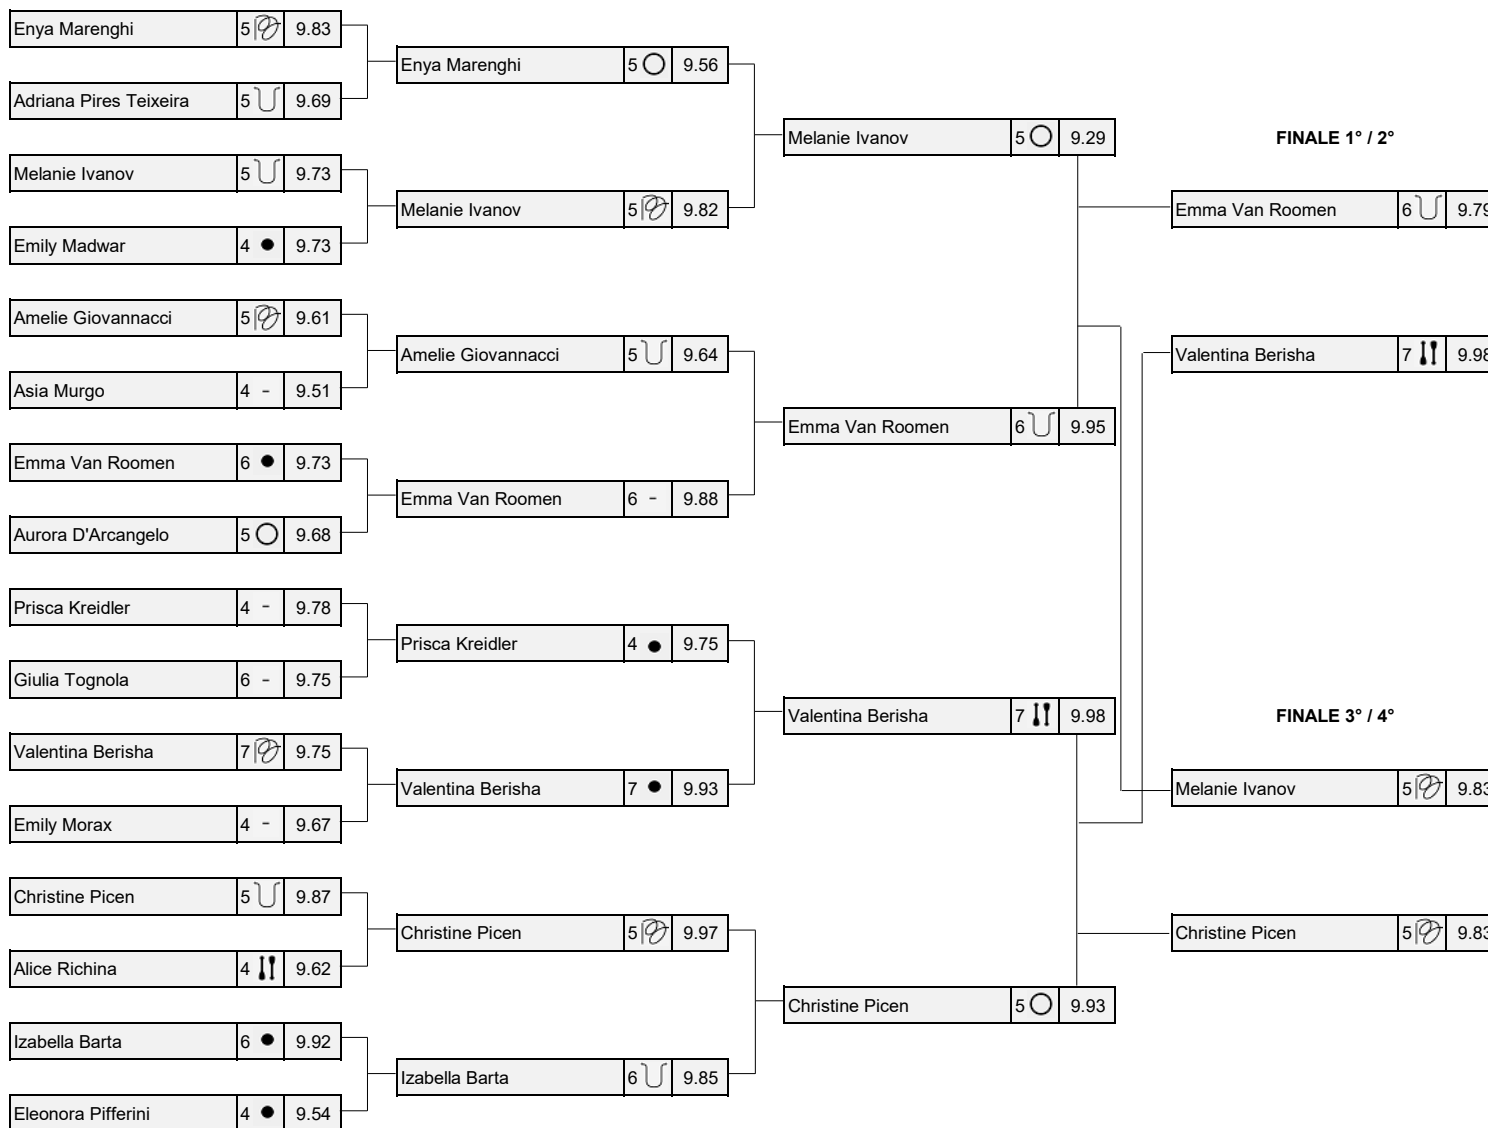 Enya Marenghi 5 9.83
Adriana Pires Teixeira 5 9.69
Melanie Ivanov 5 9.73
Emily Madwar 4 9.73
Amelie Giovannacci 5 9.61
Asia Murgo 4 - 9.51
Emma Van Roomen 6 9.73
Aurora D'Arcangelo 5 9.68
Prisca Kreidler 4 - 9.78
Giulia Tognola 6 - 9.75
Valentina Berisha 7 9.75
Emily Morax 4 - 9.67
Christine Picen 5 9.87
Alice Richina 4 9.62
Izabella Barta 6 9.92
Eleonora Pifferini 4 9.54
Enya Marenghi 5 9.56
Melanie Ivanov 5 9.82
Amelie Giovannacci 5 9.64
Emma Van Roomen 6 - 9.88
Prisca Kreidler 4 9.75
Valentina Berisha 7 9.93
Christine Picen 5 9.97
Izabella Barta 6 9.85
Melanie Ivanov 5 9.29
Emma Van Roomen 6 9.95
Valentina Berisha 7 9.98
Christine Picen 5 9.93
FINALE 1° / 2°
Emma Van Roomen 6 9.79
Valentina Berisha 7 9.98
FINALE 3° / 4°
Melanie Ivanov 5 9.83
Christine Picen 5 9.83